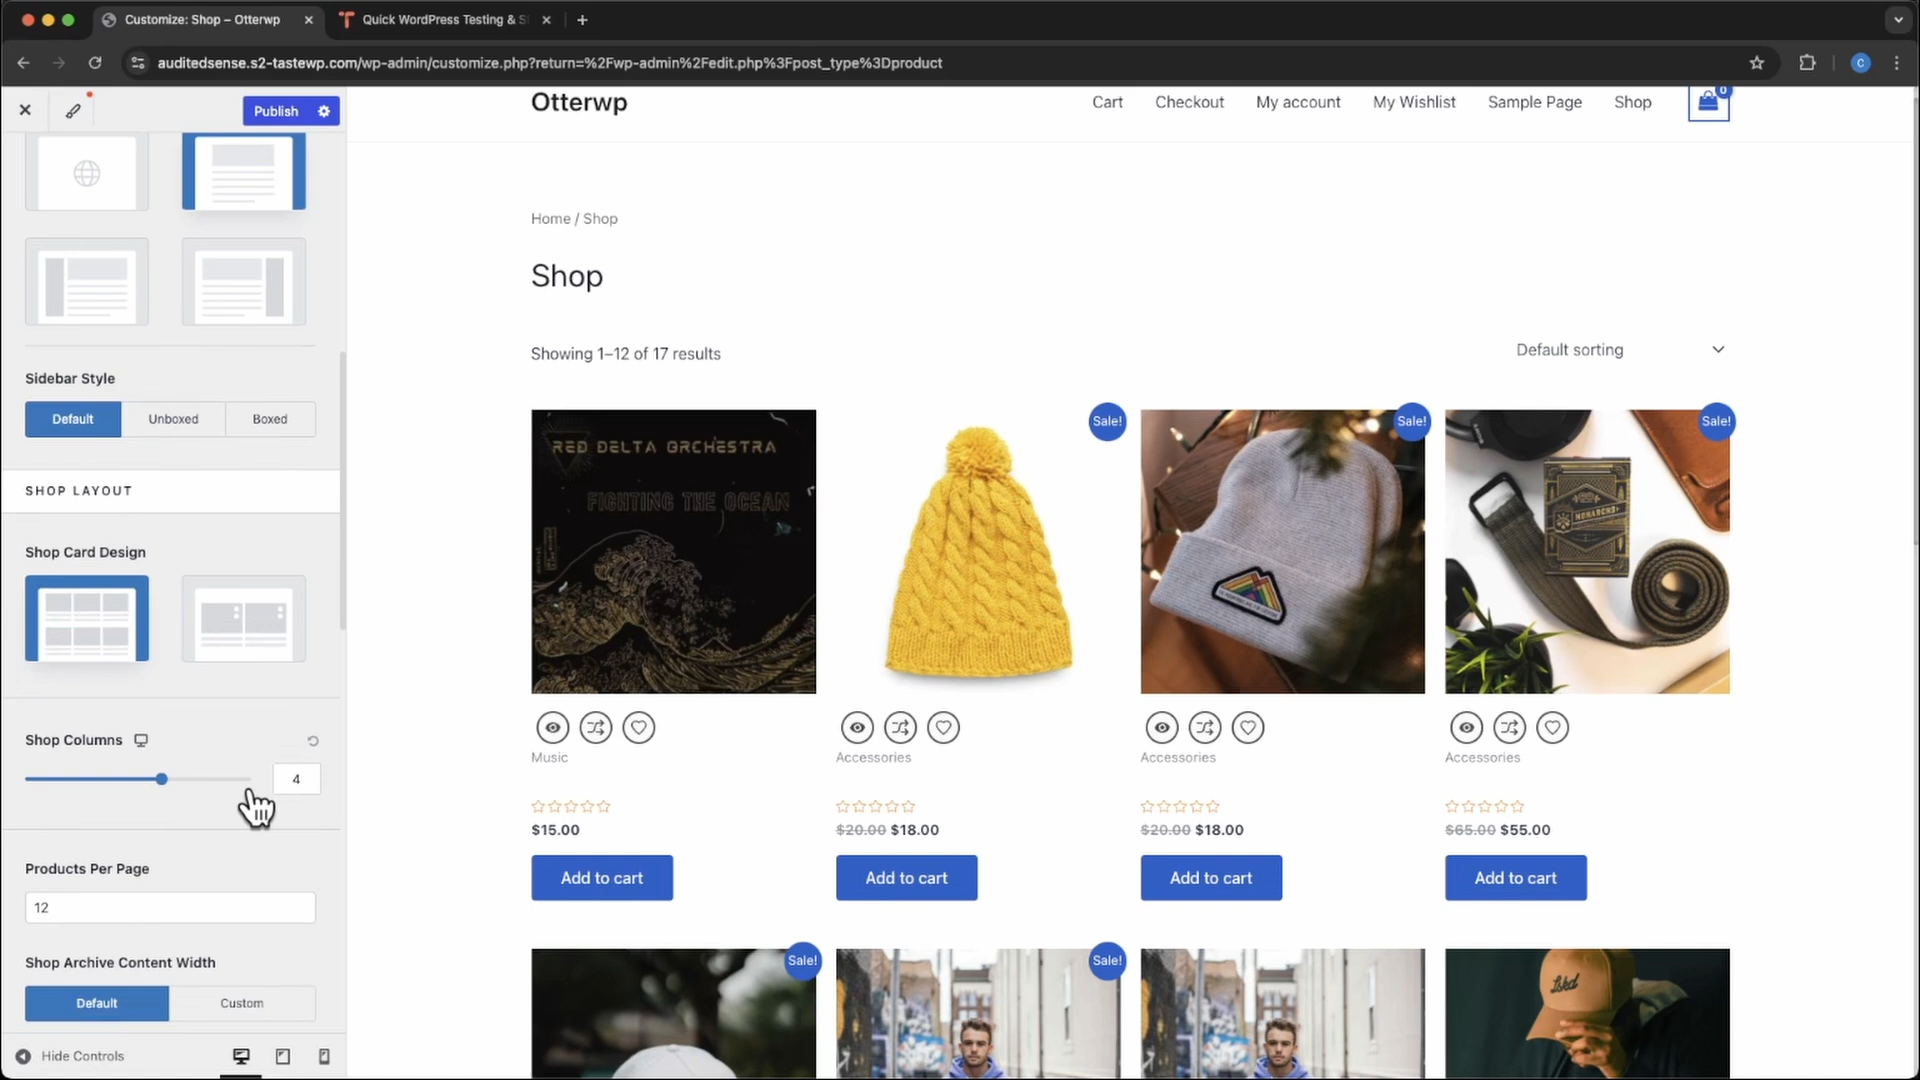 Customize: Shop – Otterwp
Quick WordPress Testing & S
auditedsense.s2-tastewp.com/wp-admin/customize.php?return=%2Fwp-admin%2Fedit.php%3Fpost_type%3Dproduct
C
Publish
Otterwp
Cart
Checkout
My account
My Wishlist
Sample Page
Shop
0
Home / Shop
Shop
Showing 1–12 of 17 results
Default sorting
Sidebar Style
Default
Unboxed
Boxed
SHOP LAYOUT
Shop Card Design
Shop Columns
4
Products Per Page
12
Shop Archive Content Width
Default
Custom
Hide Controls
RED DELTA ORCHESTRA
FIGHTING THE OCEAN
Sale!
Sale!
Sale!
MONARCHS
Music
Accessories
Accessories
Accessories
$15.00
$20.00 $18.00
$20.00 $18.00
$65.00 $55.00
Add to cart
Add to cart
Add to cart
Add to cart
Sale!
Sale!